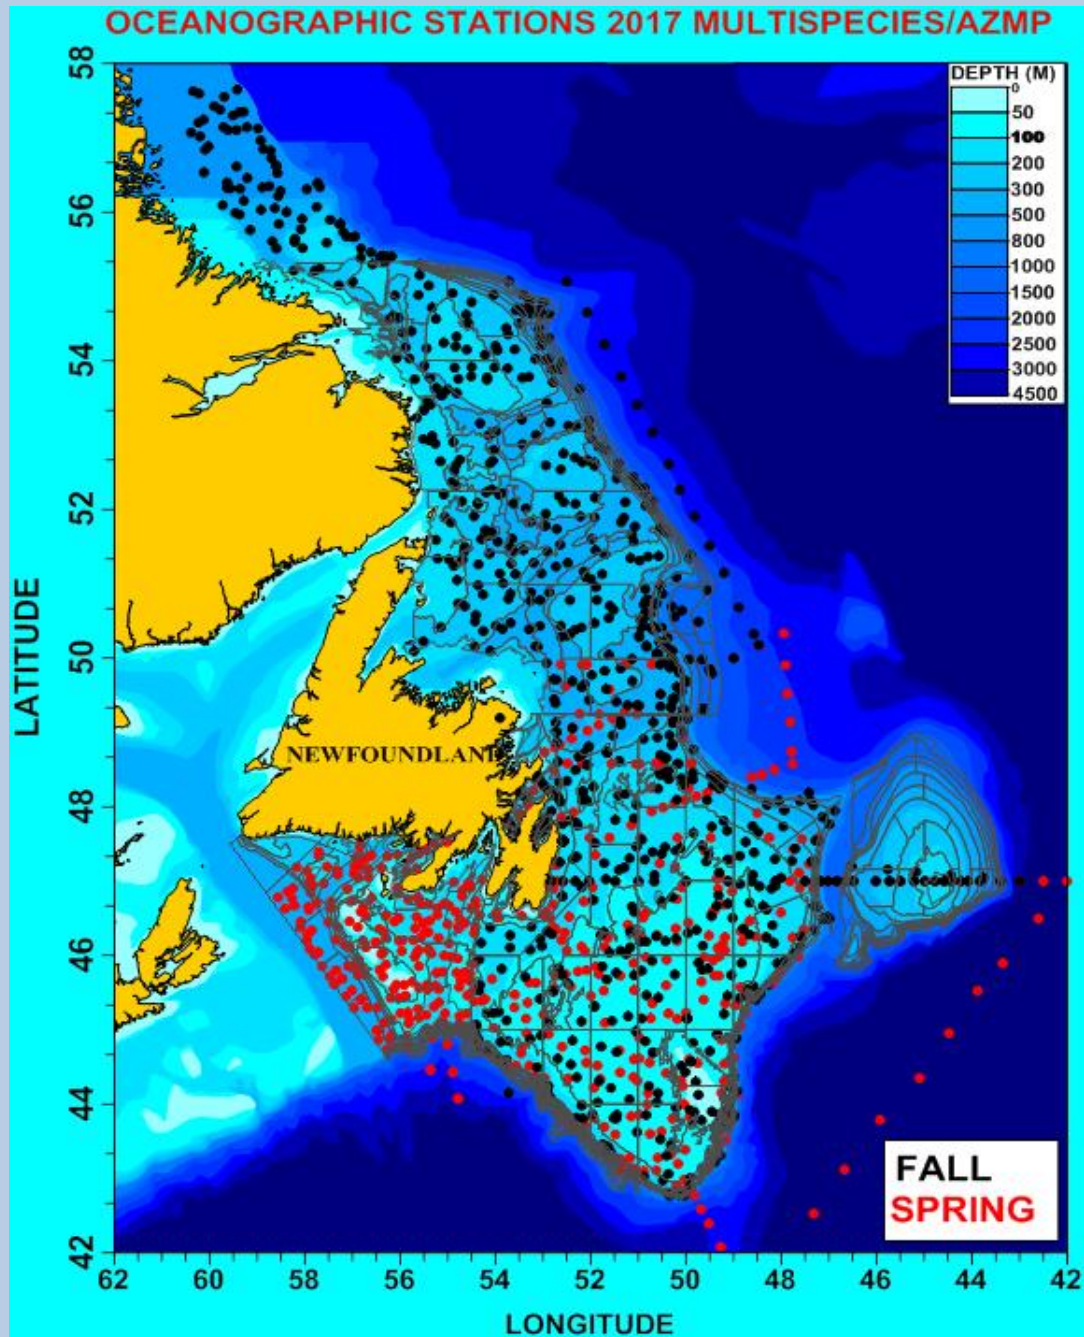 OCEANOGRAPHIC STATIONS 2017 MULTISPECIES/AZMP
DEPTH (M)
0
50
100
200
300
500
800
1000
1500
2000
2500
3000
4500
58
56
54
52
50
48
46
44
42
LATITUDE
NEWFOUNDLAND
FALL
SPRING
62 60 58 56 54 52 50 48 46 44 42
LONGITUDE